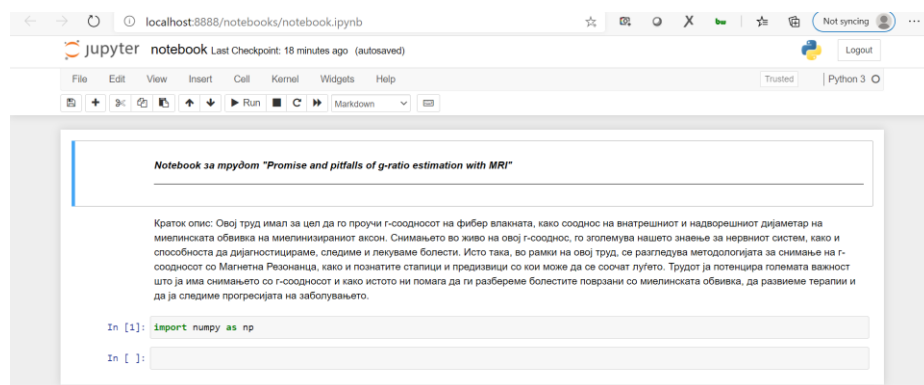 localhost:8888/notebooks/notebook.ipynb
Not syncing
jupyter notebook Last Checkpoint: 18 minutes ago (autosaved)
Logout
File Edit View Insert Cell Kernel Widgets Help
Trusted Python 3
Run Markdown
Notebook за трудот "Promise and pitfalls of g-ratio estimation with MRI"
Краток опис: Овој труд имал за цел да го проучи г-соодносот на фибер влакната, како сооднос на внатрешниот и надворешниот дијаметар на
миелинската обвивка на миелинизираниот аксон. Снимањето во живо на овој г-сооднос, го зголемува нашето знаење за нервниот систем, како и
способноста да дијагностицираме, следиме и лекуваме болести. Исто така, во рамки на овој труд, се разгледува методологијата за снимање на г-
соодносот со Магнетна Резонанца, како и познатите стапици и предизвици со кои може да се соочат луѓето. Трудот ја потенцира големата важност
што ја има снимањето со г-соодносот и како истото ни помага да ги разбереме болестите поврзани со миелинската обвивка, да развиеме терапии и
да ја следиме прогресијата на заболувањето.
In [1]: import numpy as np
In [ ]: